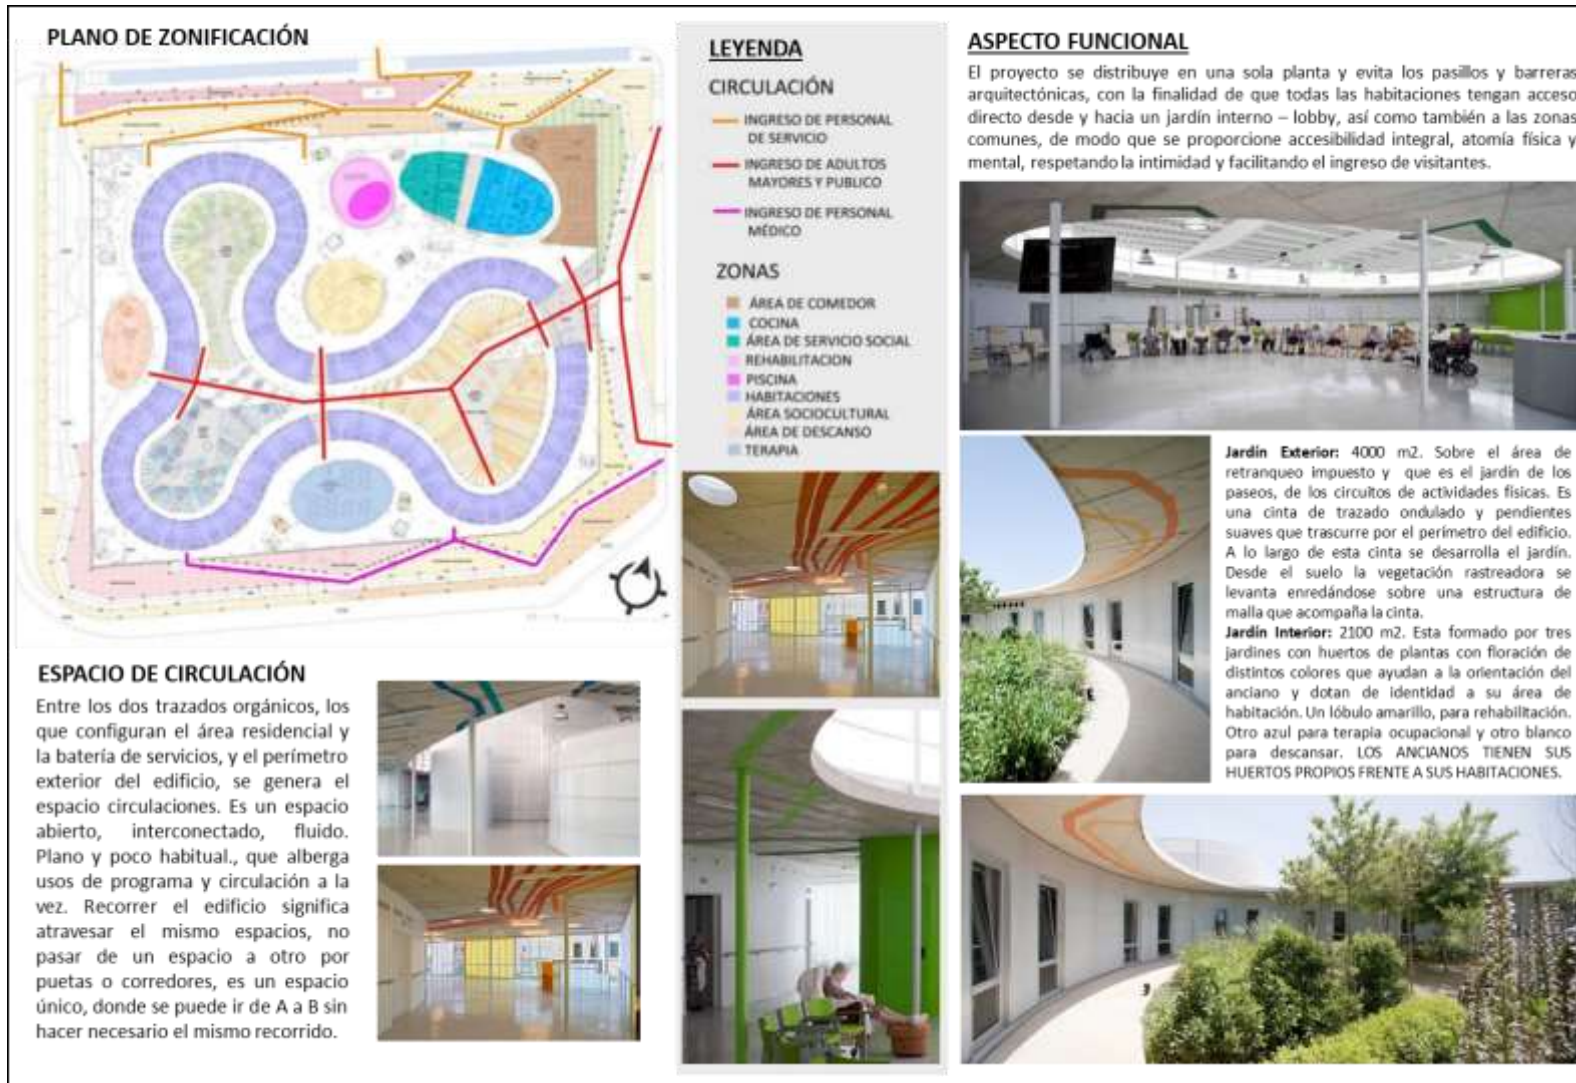 PLANO DE ZONIFICACIÓN
ESPACIO DE CIRCULACIÓN
Entre los dos trazados orgánicos, los
que configuran el área residencial y
la batería de servicios, y el perímetro
exterior del edificio, se genera el
espacio circulaciones. Es un espacio
abierto, interconectado, fluido.
Plano y poco habitual., que alberga
usos de programa y circulación a la
vez. Recorrer el edificio significa
atravesar el mismo espacios, no
pasar de un espacio a otro por
puetas o corredores, es un espacio
único, donde se puede ir de A a B sin
hacer necesario el mismo recorrido.
LEYENDA
CIRCULACIÓN
INGRESO DE PERSONAL
DE SERVICIO
INGRESO DE ADULTOS
MAYORES Y PUBLICO
INGRESO DE PERSONAL
MÉDICO
ZONAS
ÁREA DE COMEDOR
COCINA
ÁREA DE SERVICIO SOCIAL
REHABILITACION
PISCINA
HABITACIONES
ÁREA SOCIOCULTURAL
ÁREA DE DESCANSO
TERAPIA
ASPECTO FUNCIONAL
El proyecto se distribuye en una sola planta y evita los pasillos y barreras
arquitectónicas, con la finalidad de que todas las habitaciones tengan acceso
directo desde y hacia un jardín interno – lobby, así como también a las zonas
comunes, de modo que se proporcione accesibilidad integral, atomía física y
mental, respetando la intimidad y facilitando el ingreso de visitantes.
Jardín Exterior: 4000 m2. Sobre el área de
retranqueo impuesto y que es el jardín de los
paseos, de los circuitos de actividades físicas. Es
una cinta de trazado ondulado y pendientes
suaves que trascurre por el perímetro del edificio.
A lo largo de esta cinta se desarrolla el jardín.
Desde el suelo la vegetación rastreadora se
levanta enredándose sobre una estructura de
malla que acompaña la cinta.
Jardín Interior: 2100 m2. Esta formado por tres
jardines con huertos de plantas con floración de
distintos colores que ayudan a la orientación del
anciano y dotan de identidad a su área de
habitación. Un lóbulo amarillo, para rehabilitación.
Otro azul para terapia ocupacional y otro blanco
para descansar. LOS ANCIANOS TIENEN SUS
HUERTOS PROPIOS FRENTE A SUS HABITACIONES.